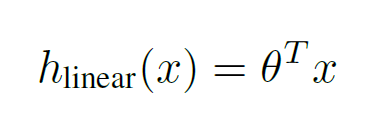 h_linear(x) = θ^T x